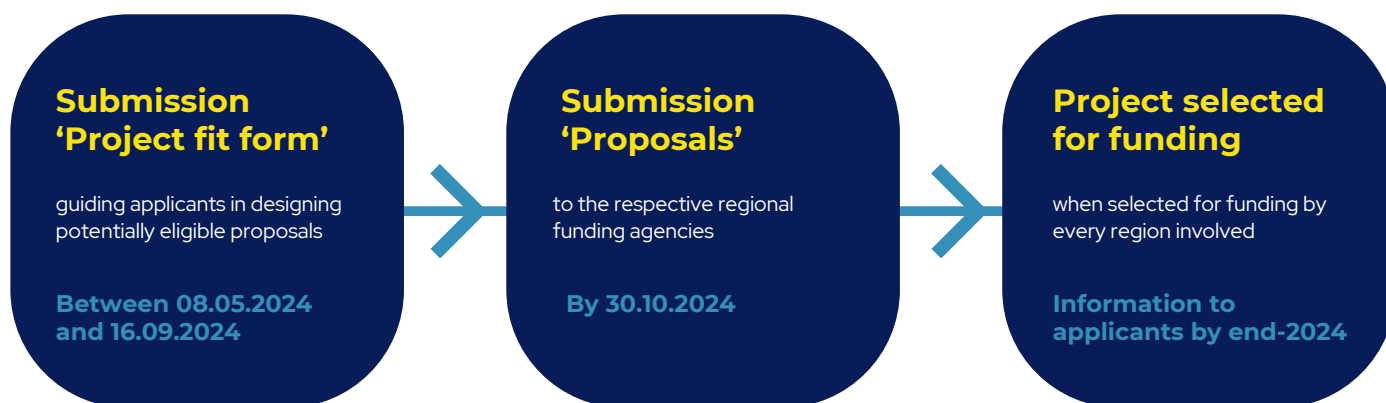 Submission
‘Project fit form’
guiding applicants in designing
potentially eligible proposals
Between 08.05.2024
and 16.09.2024
Submission
‘Proposals’
to the respective regional
funding agencies
By 30.10.2024
Project selected
for funding
when selected for funding by
every region involved
Information to
applicants by end-2024